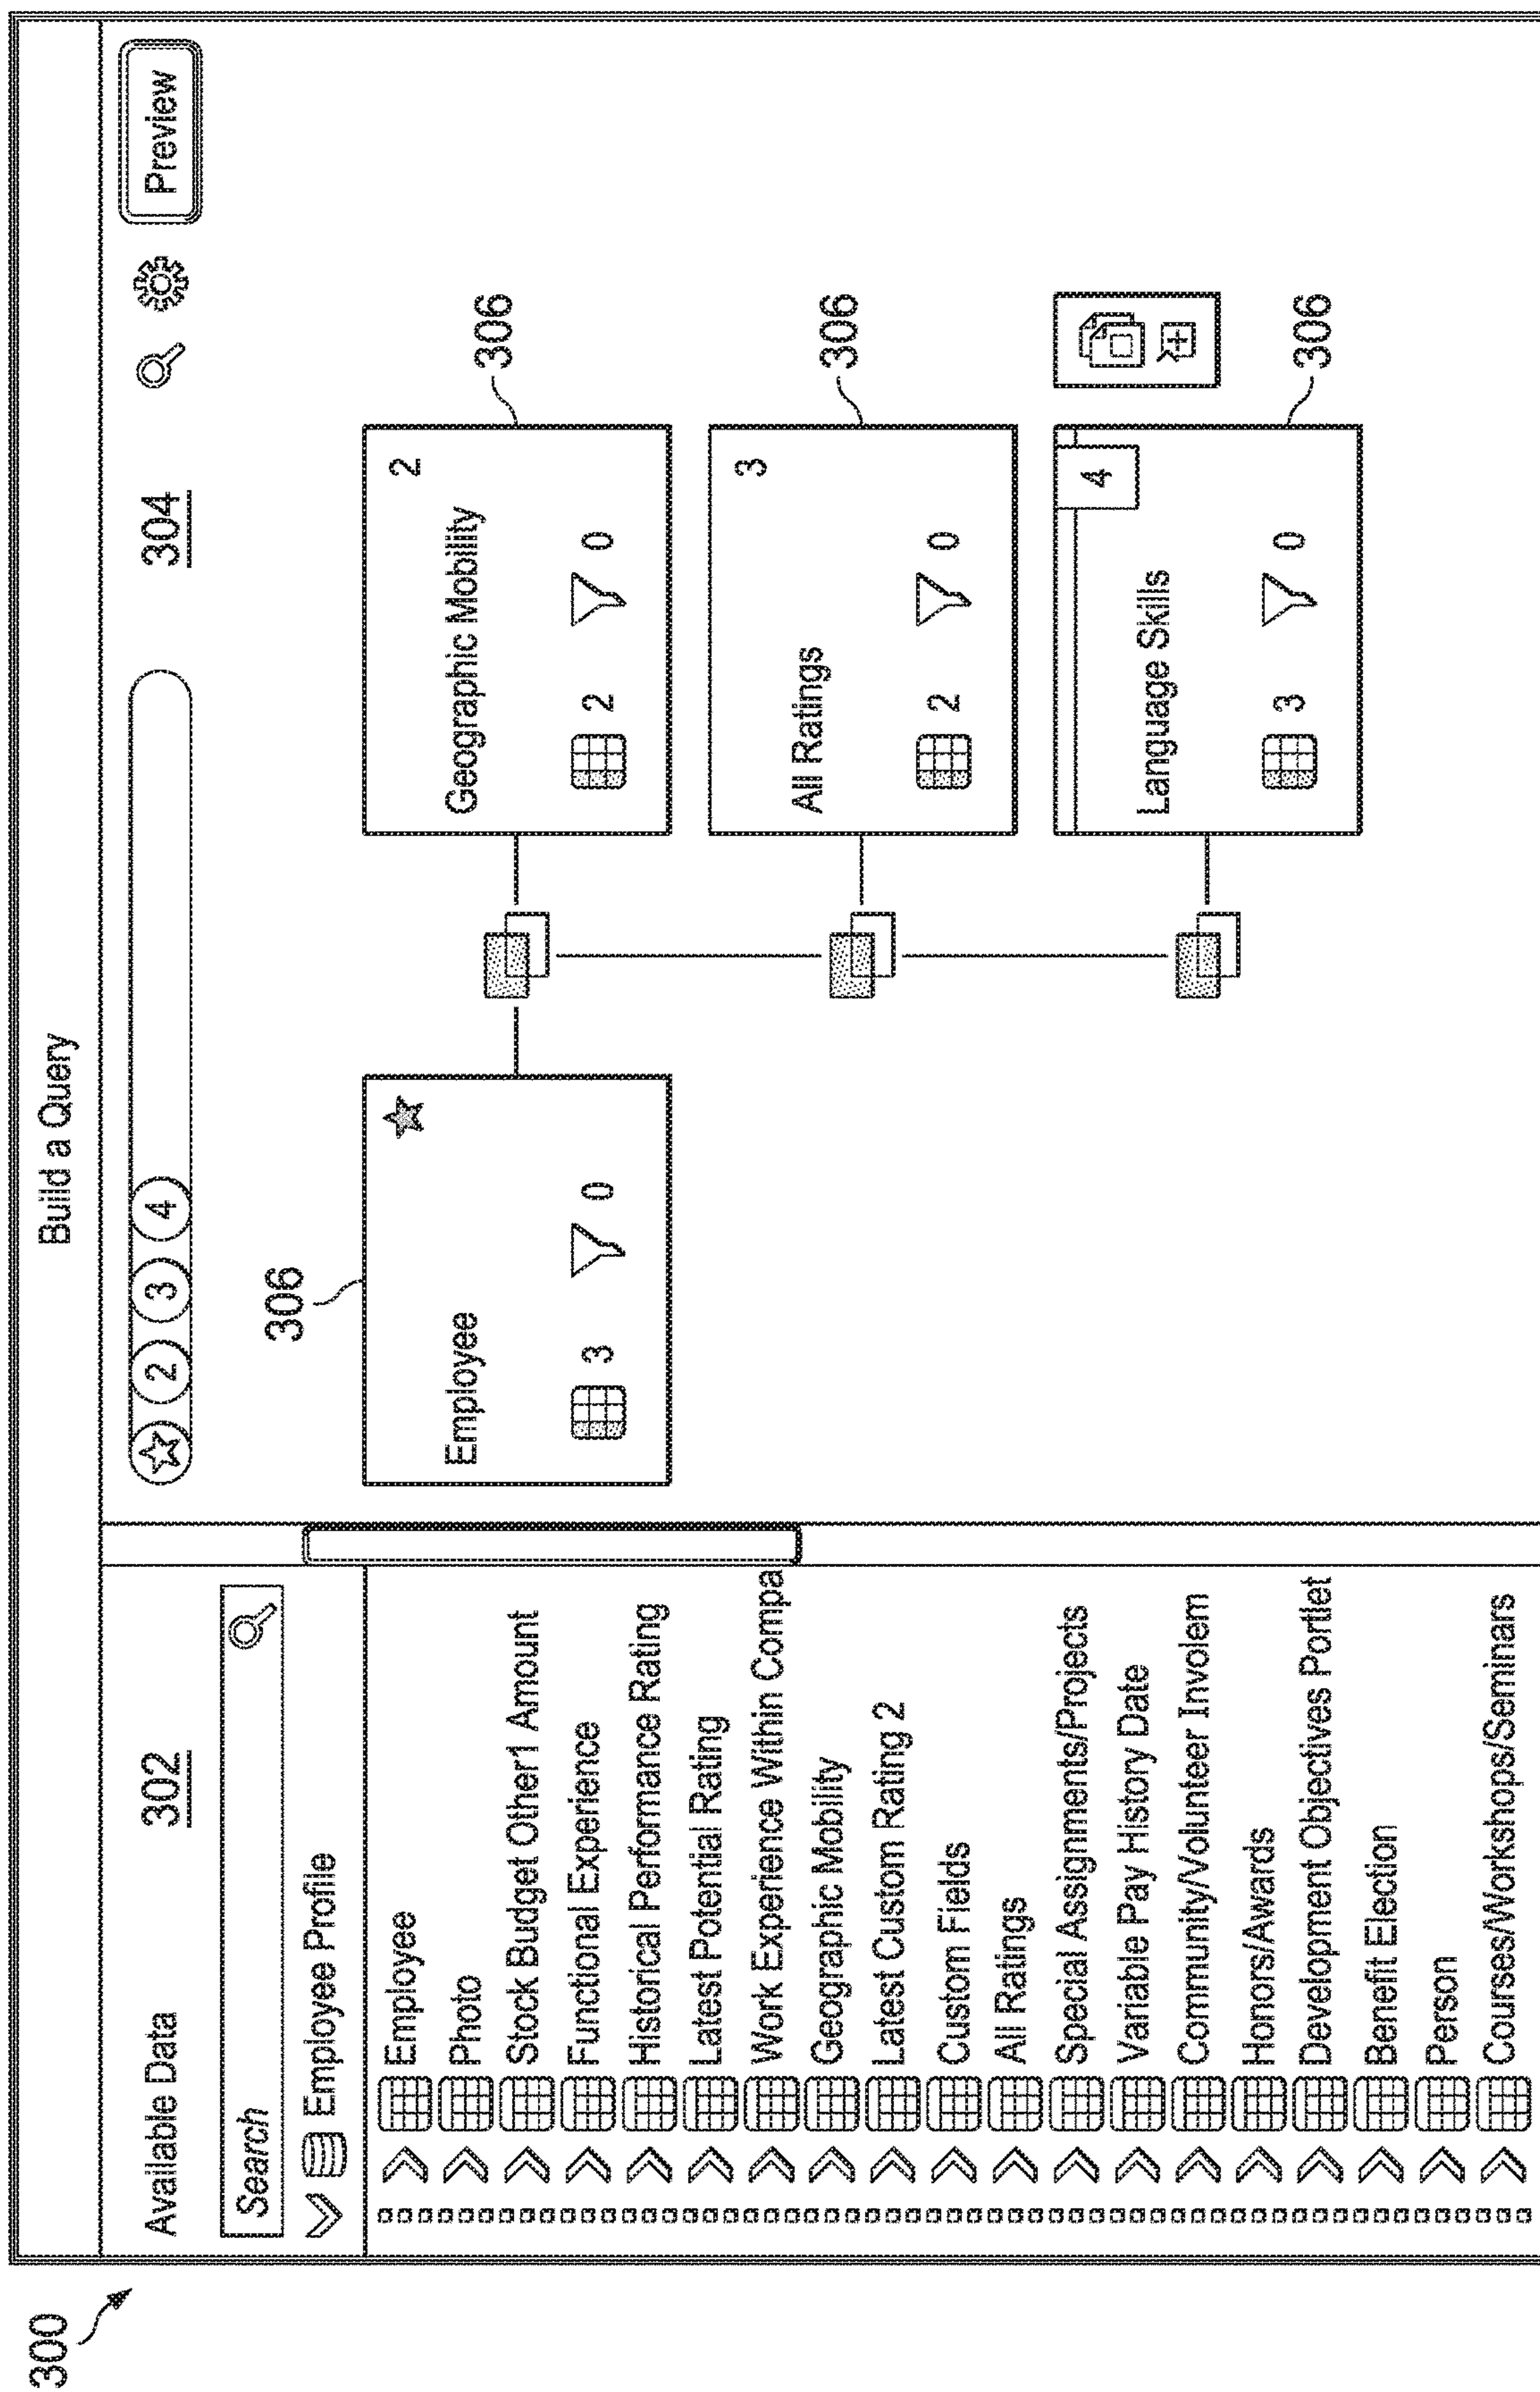 300
Build a Query
Available Data 302
Search
Employee Profile
Employee
Photo
Stock Budget Other1 Amount
Functional Experience
Historical Performance Rating
Latest Potential Rating
Work Experience Within Compa
Geographic Mobility
Latest Custom Rating 2
Custom Fields
All Ratings
Special Assignments/Projects
Variable Pay History Date
Community/Volunteer Involem
Honors/Awards
Development Objectives Portlet
Benefit Election
Person
Courses/Workshops/Seminars
2 3 4 304 Preview
306
Employee
3 0
2
Geographic Mobility
2 0
306
3
All Ratings
2 0
306
4
Language Skills
3 0
306